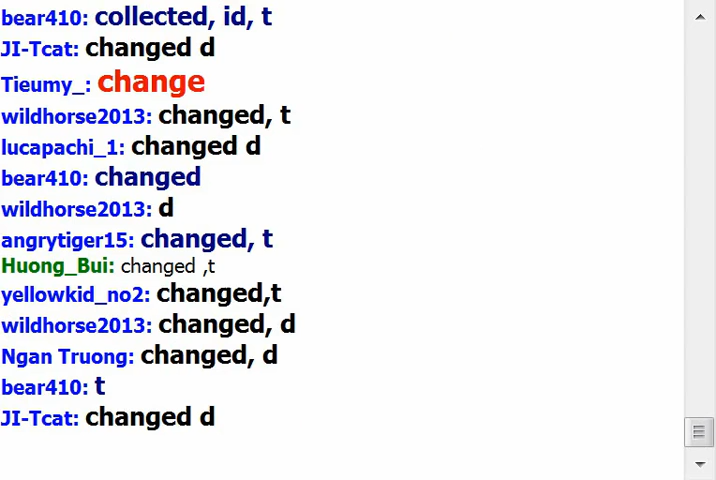 bear410: collected, id, t
JI-Tcat: changed d
Tieumy_: change
wildhorse2013: changed, t
lucapachi_1: changed d
bear410: changed
wildhorse2013: d
angrytiger15: changed, t
Huong_Bui: changed ,t
yellowkid_no2: changed,t
wildhorse2013: changed, d
Ngan Truong: changed, d
bear410: t
JI-Tcat: changed d